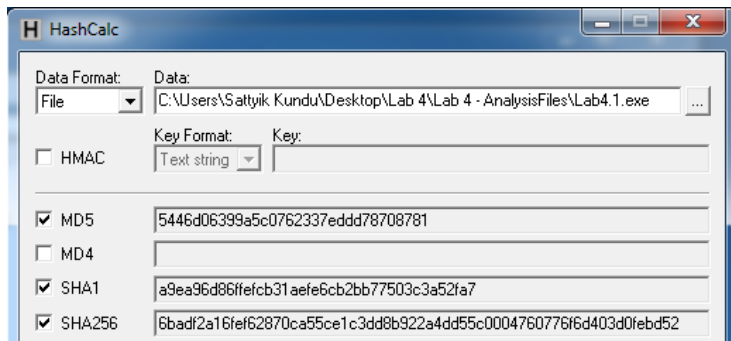 H HashCalc
Data Format: Data:
File C:\Users\Sattyik Kundu\Desktop\Lab 4\Lab 4 - AnalysisFiles\Lab4.1.exe ...
Key Format: Key:
HMAC Text string
MD5 5446d06399a5c0762337eddd78708781
MD4
SHA1 a9ea96d86ffefcb31aefe6cb2bb77503c3a52fa7
SHA256 6badf2a16fef62870ca55ce1c3dd8b922a4dd55c0004760776f6d403d0febd52